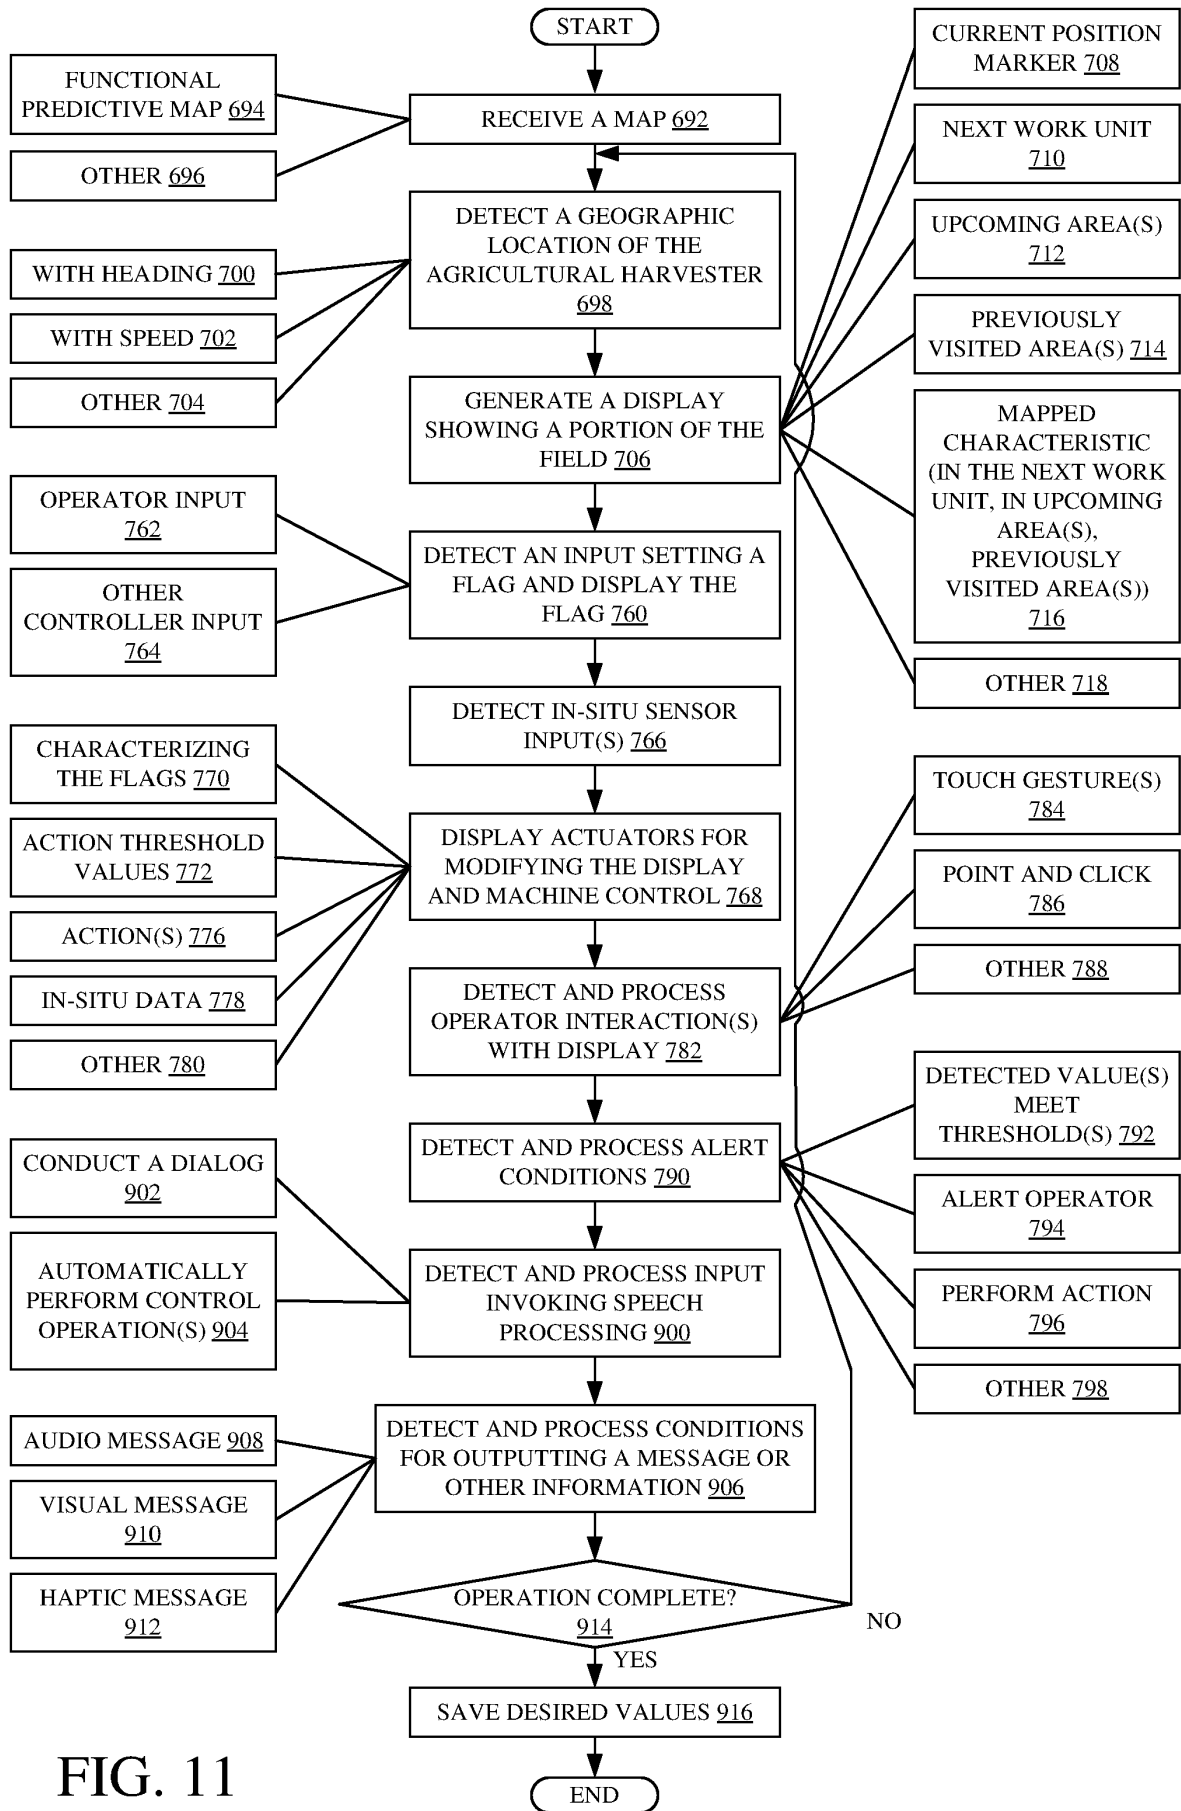 START
FUNCTIONAL
PREDICTIVE MAP 694
OTHER 696
RECEIVE A MAP 692
WITH HEADING 700
WITH SPEED 702
OTHER 704
DETECT A GEOGRAPHIC
LOCATION OF THE
AGRICULTURAL HARVESTER
698
GENERATE A DISPLAY
SHOWING A PORTION OF THE
FIELD 706
CURRENT POSITION
MARKER 708
NEXT WORK UNIT
710
UPCOMING AREA(S)
712
PREVIOUSLY
VISITED AREA(S) 714
MAPPED
CHARACTERISTIC
(IN THE NEXT WORK
UNIT, IN UPCOMING
AREA(S),
PREVIOUSLY
VISITED AREA(S))
716
OTHER 718
OPERATOR INPUT
762
OTHER
CONTROLLER INPUT
764
DETECT AN INPUT SETTING A
FLAG AND DISPLAY THE
FLAG 760
DETECT IN-SITU SENSOR
INPUT(S) 766
CHARACTERIZING
THE FLAGS 770
ACTION THRESHOLD
VALUES 772
ACTION(S) 776
IN-SITU DATA 778
OTHER 780
DISPLAY ACTUATORS FOR
MODIFYING THE DISPLAY
AND MACHINE CONTROL 768
DETECT AND PROCESS
OPERATOR INTERACTION(S)
WITH DISPLAY 782
TOUCH GESTURE(S)
784
POINT AND CLICK
786
OTHER 788
DETECT AND PROCESS ALERT
CONDITIONS 790
DETECTED VALUE(S)
MEET
THRESHOLD(S) 792
ALERT OPERATOR
794
PERFORM ACTION
796
OTHER 798
CONDUCT A DIALOG
902
AUTOMATICALLY
PERFORM CONTROL
OPERATION(S) 904
DETECT AND PROCESS INPUT
INVOKING SPEECH
PROCESSING 900
AUDIO MESSAGE 908
VISUAL MESSAGE
910
HAPTIC MESSAGE
912
DETECT AND PROCESS CONDITIONS
FOR OUTPUTTING A MESSAGE OR
OTHER INFORMATION 906
OPERATION COMPLETE?
914
NO
YES
SAVE DESIRED VALUES 916
END
FIG. 11